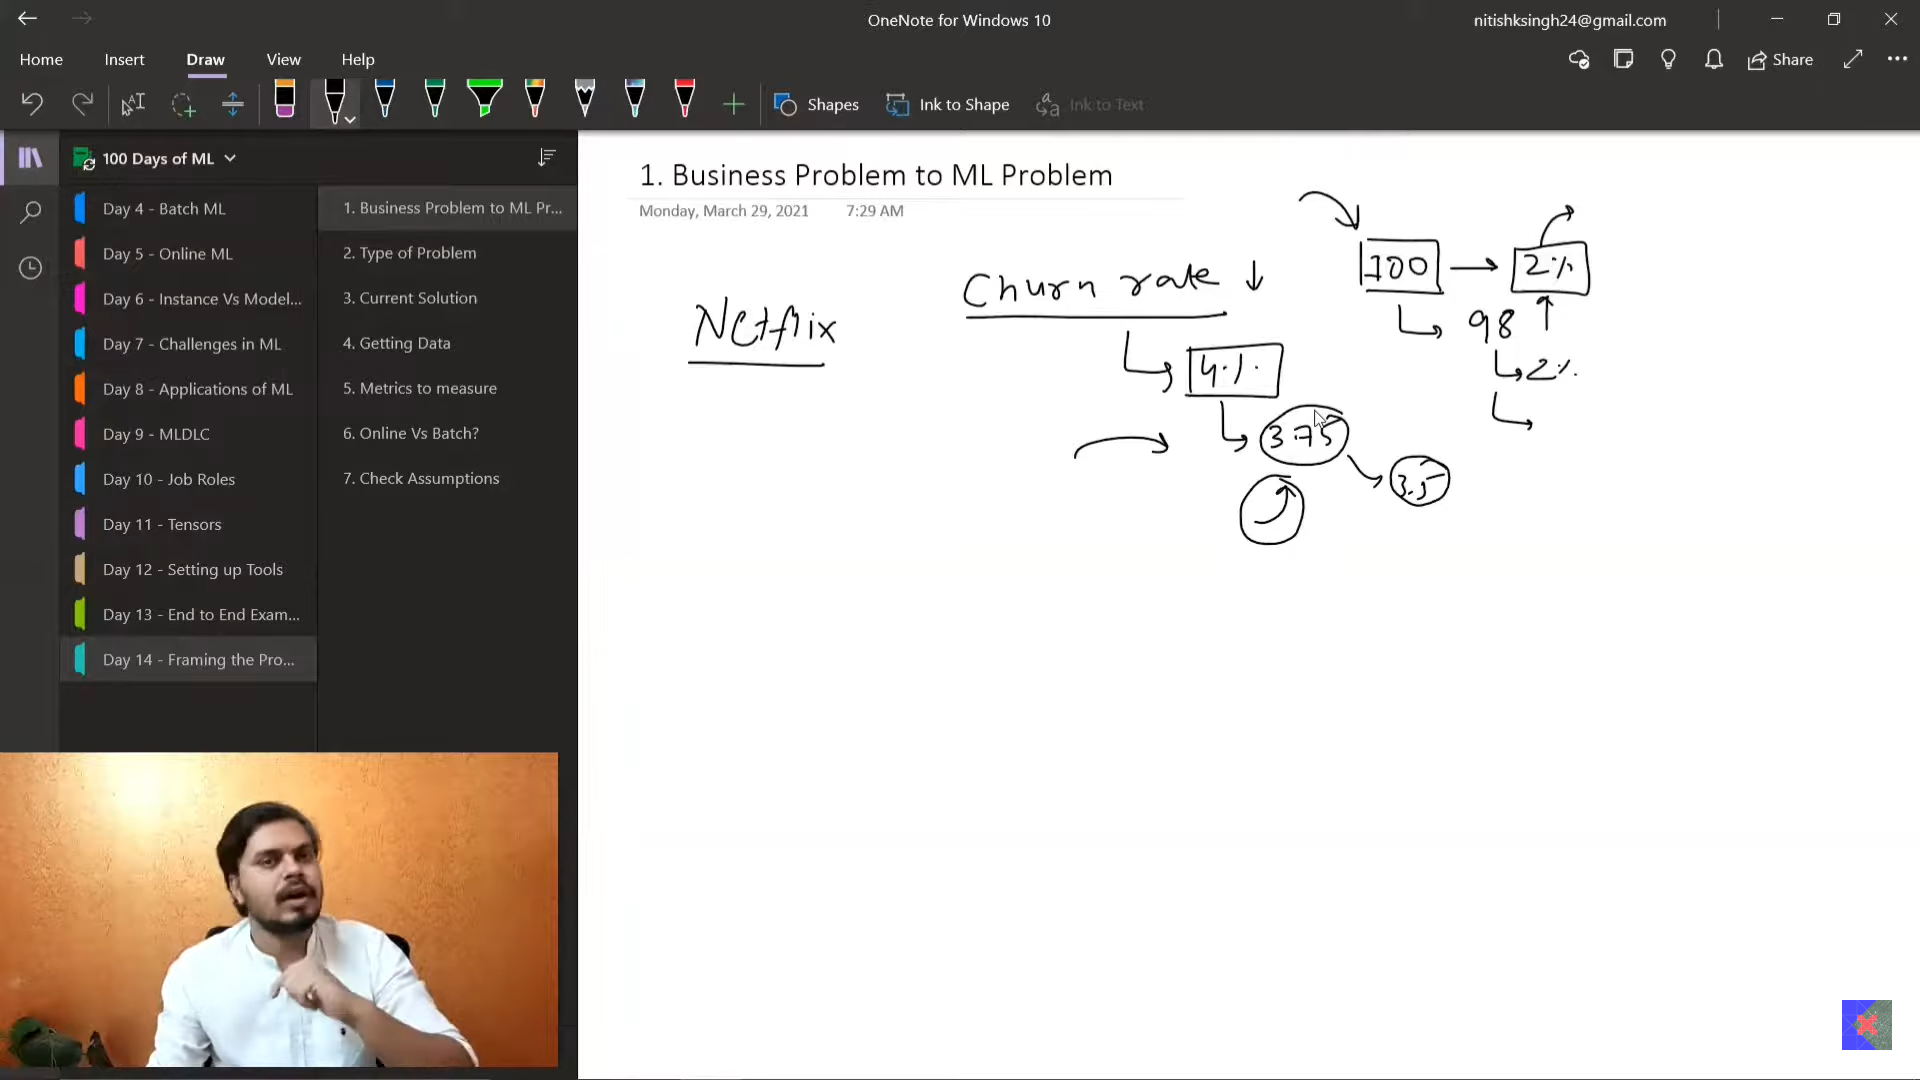 OneNote for Windows 10
nitishksingh24@gmail.com
Home Insert Draw View Help
Share
Shapes Ink to Shape Ink to Text
100 Days of ML
Day 4 - Batch ML
Day 5 - Online ML
Day 6 - Instance Vs Model...
Day 7 - Challenges in ML
Day 8 - Applications of ML
Day 9 - MLDLC
Day 10 - Job Roles
Day 11 - Tensors
Day 12 - Setting up Tools
Day 13 - End to End Exam...
Day 14 - Framing the Pro...
1. Business Problem to ML Pr...
2. Type of Problem
3. Current Solution
4. Getting Data
5. Metrics to measure
6. Online Vs Batch?
7. Check Assumptions
1. Business Problem to ML Problem
Monday, March 29, 2021 7:29 AM
Netflix
Churn rate ↓
4%
3.75
3.5
100 → 2%
98 ↑
2%